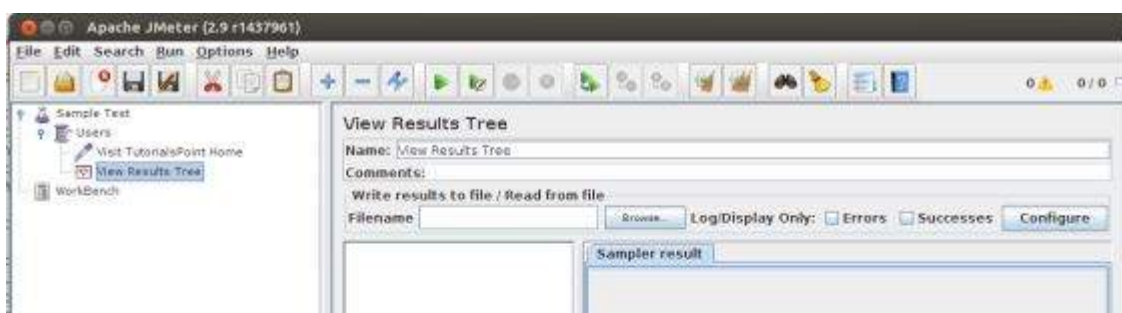 Apache JMeter (2.9 r1437961)
File Edit Search Run Options Help
0 0 / 0
Sample Test
Users
Visit TutorialsPoint Home
View Results Tree
WorkBench
View Results Tree
Name: View Results Tree
Comments:
Write results to file / Read from file
Filename Browse... Log/Display Only: Errors Successes Configure
Sampler result